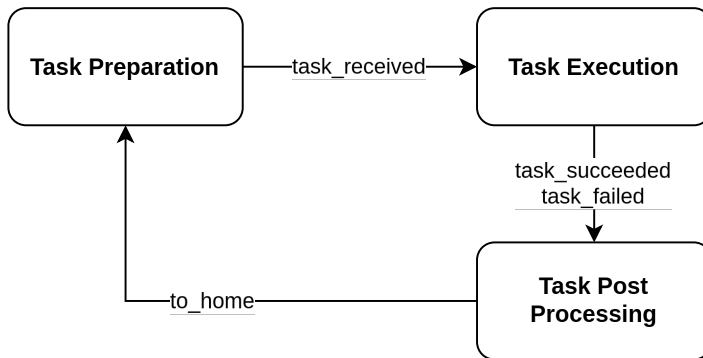 Task Preparation
task_received
Task Execution
task_succeeded
task_failed
Task Post
Processing
to_home